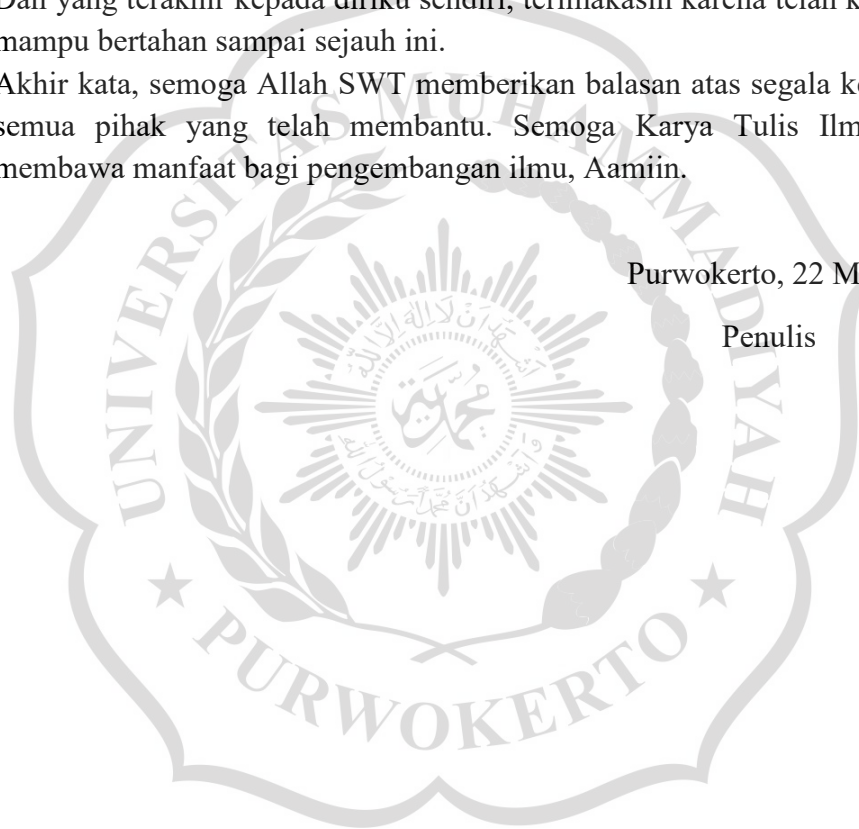 Dan yang terakhir kepada diriku sendiri, terimakasih karena telah
mampu bertahan sampai sejauh ini.
Akhir kata, semoga Allah SWT memberikan balasan atas segala
semua pihak yang telah membantu. Semoga Karya Tulis
membawa manfaat bagi pengembangan ilmu, Aamiin.
Purwokerto, 22
Penulis
UNIVERSITAS MUHAMMADIYAH
PURWOKERTO